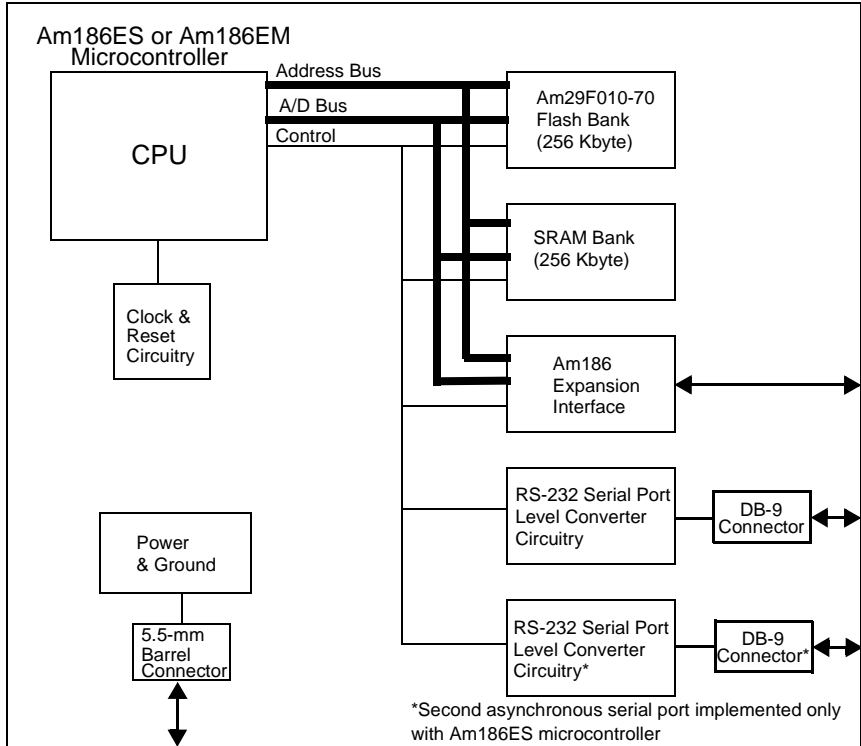 Am186ES or Am186EM
Microcontroller
CPU
Address Bus
A/D Bus
Control
Am29F010-70
Flash Bank
(256 Kbyte)
SRAM Bank
(256 Kbyte)
Clock &
Reset
Circuitry
Am186
Expansion
Interface
RS-232 Serial Port
Level Converter
Circuitry
DB-9
Connector
Power
& Ground
5.5-mm
Barrel
Connector
RS-232 Serial Port
Level Converter
Circuitry*
DB-9
Connector*
*Second asynchronous serial port implemented only
with Am186ES microcontroller